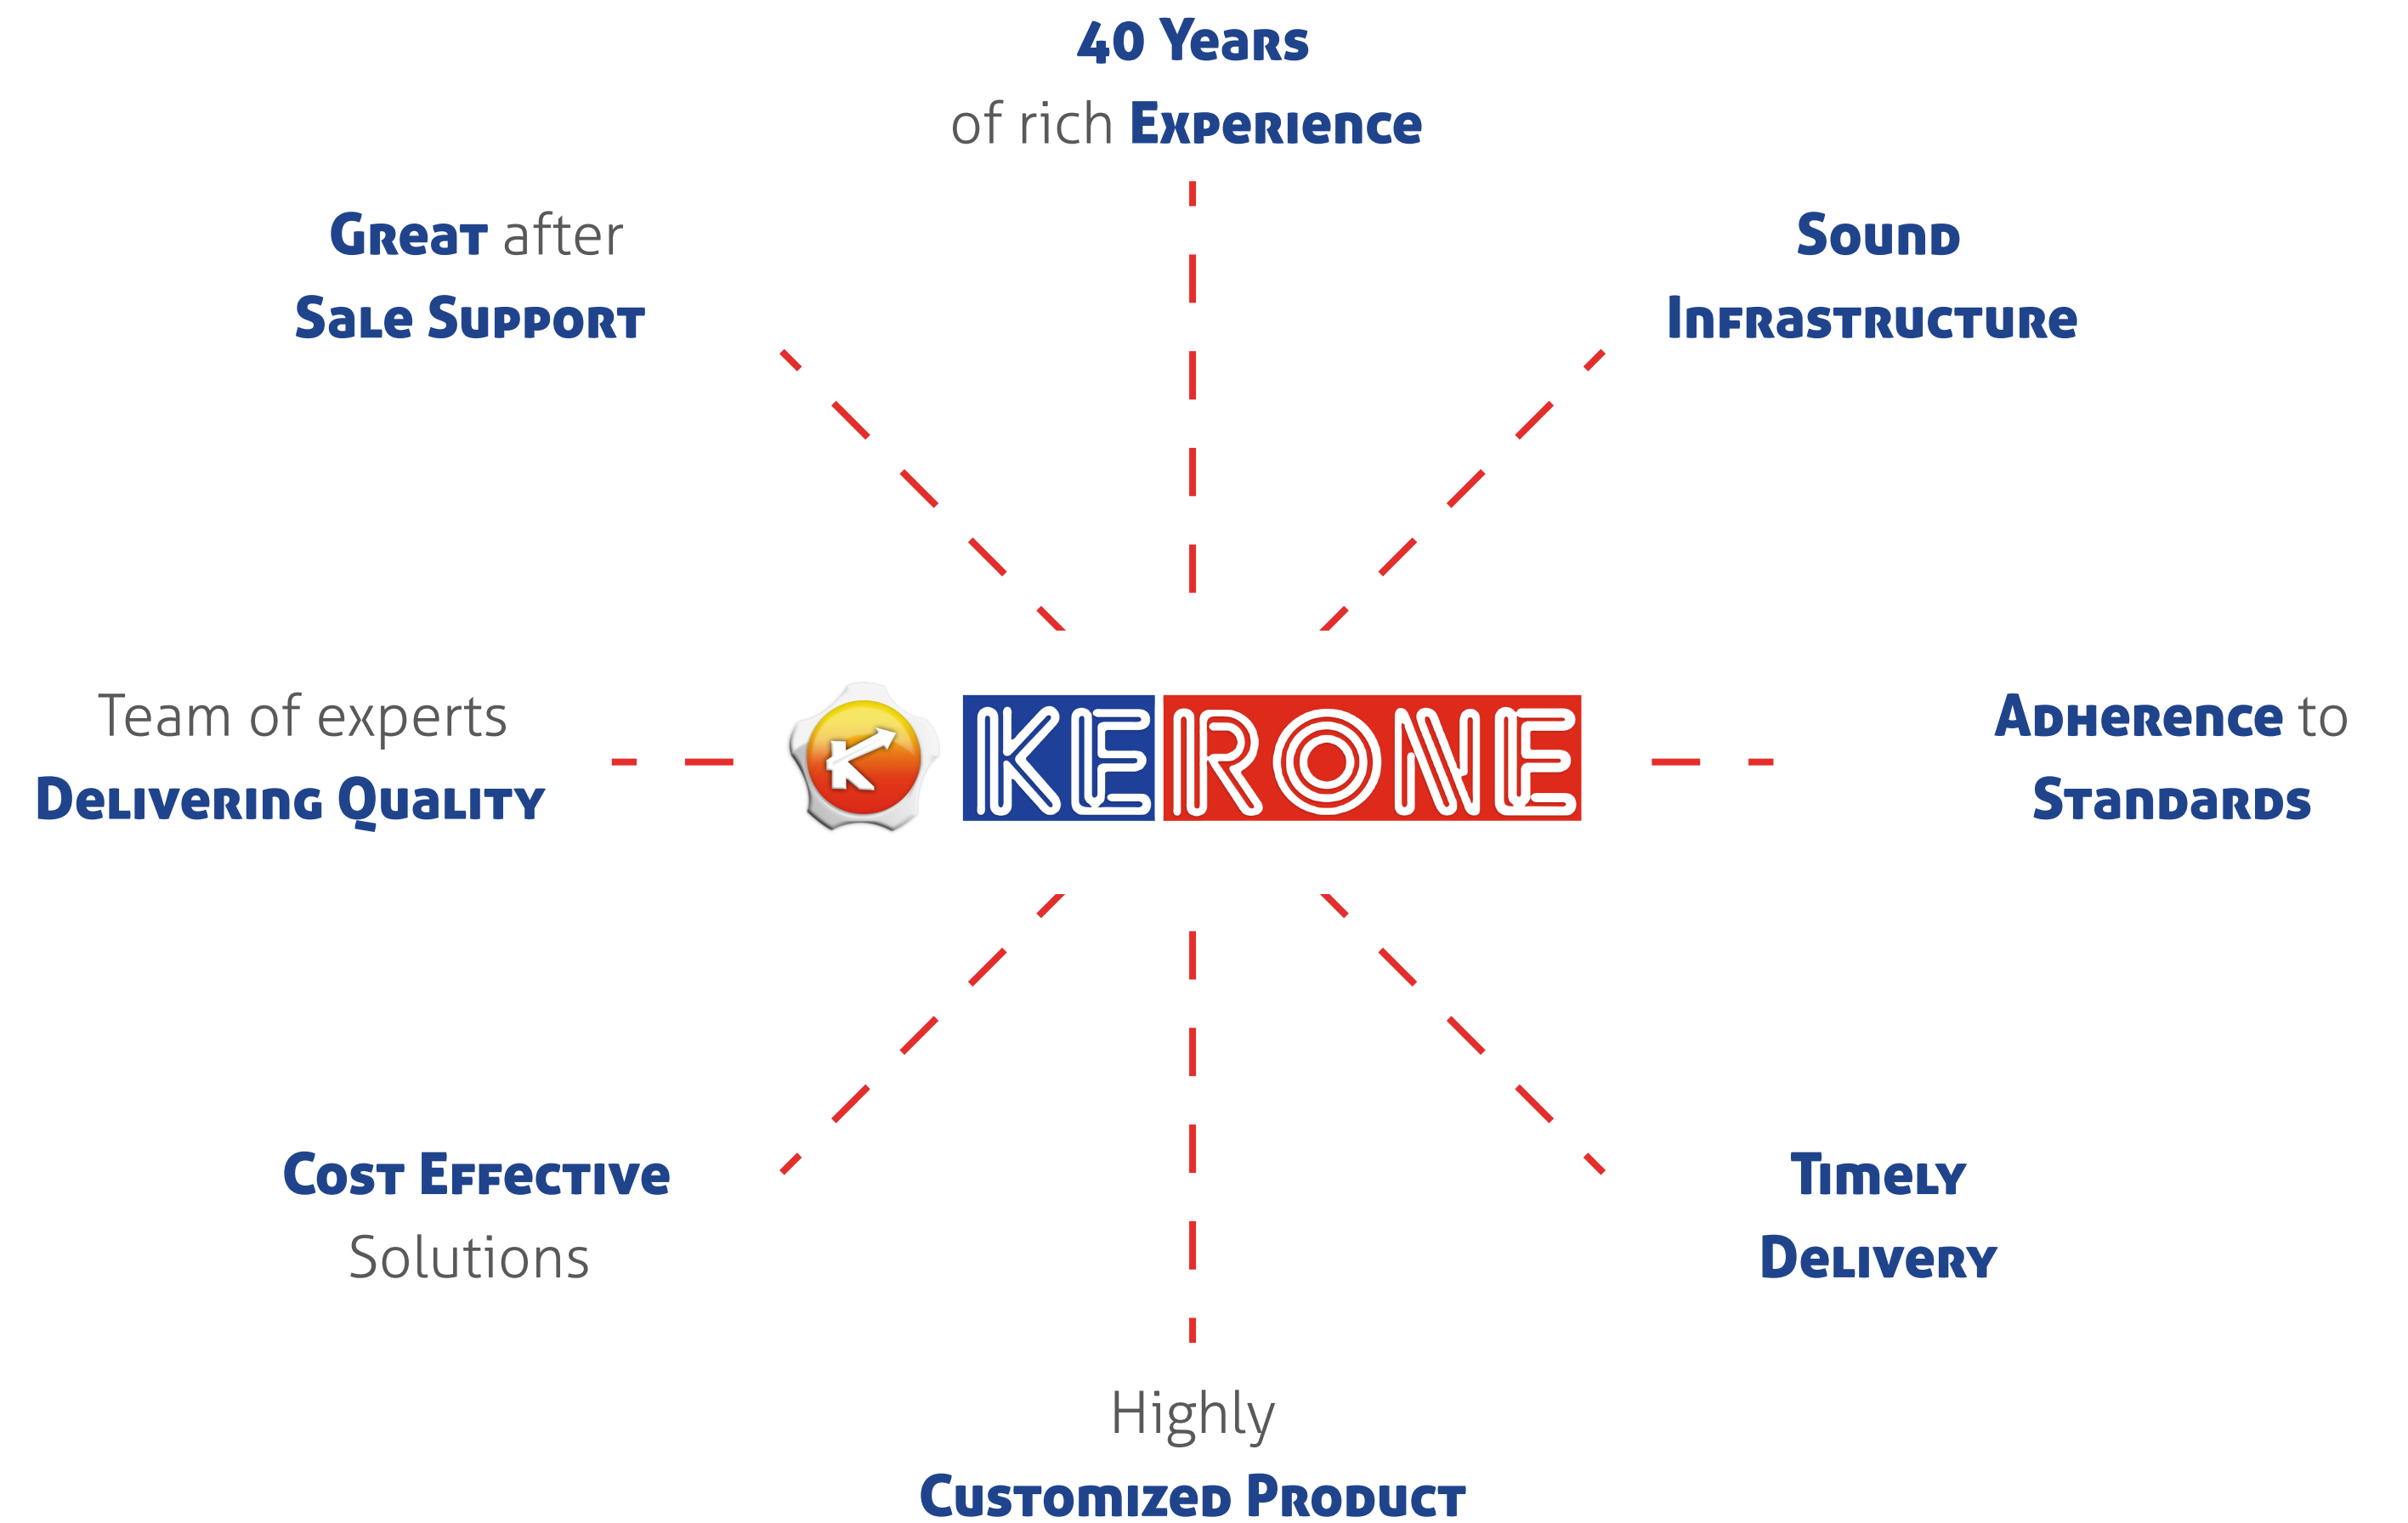 40 Years
of rich Experience
Great after
Sale Support
Sound
Infrastructure
Team of experts
Delivering Quality
K KERONE
Adherence to
Standards
Cost Effective
Solutions
Timely
Delivery
Highly
Customized Product